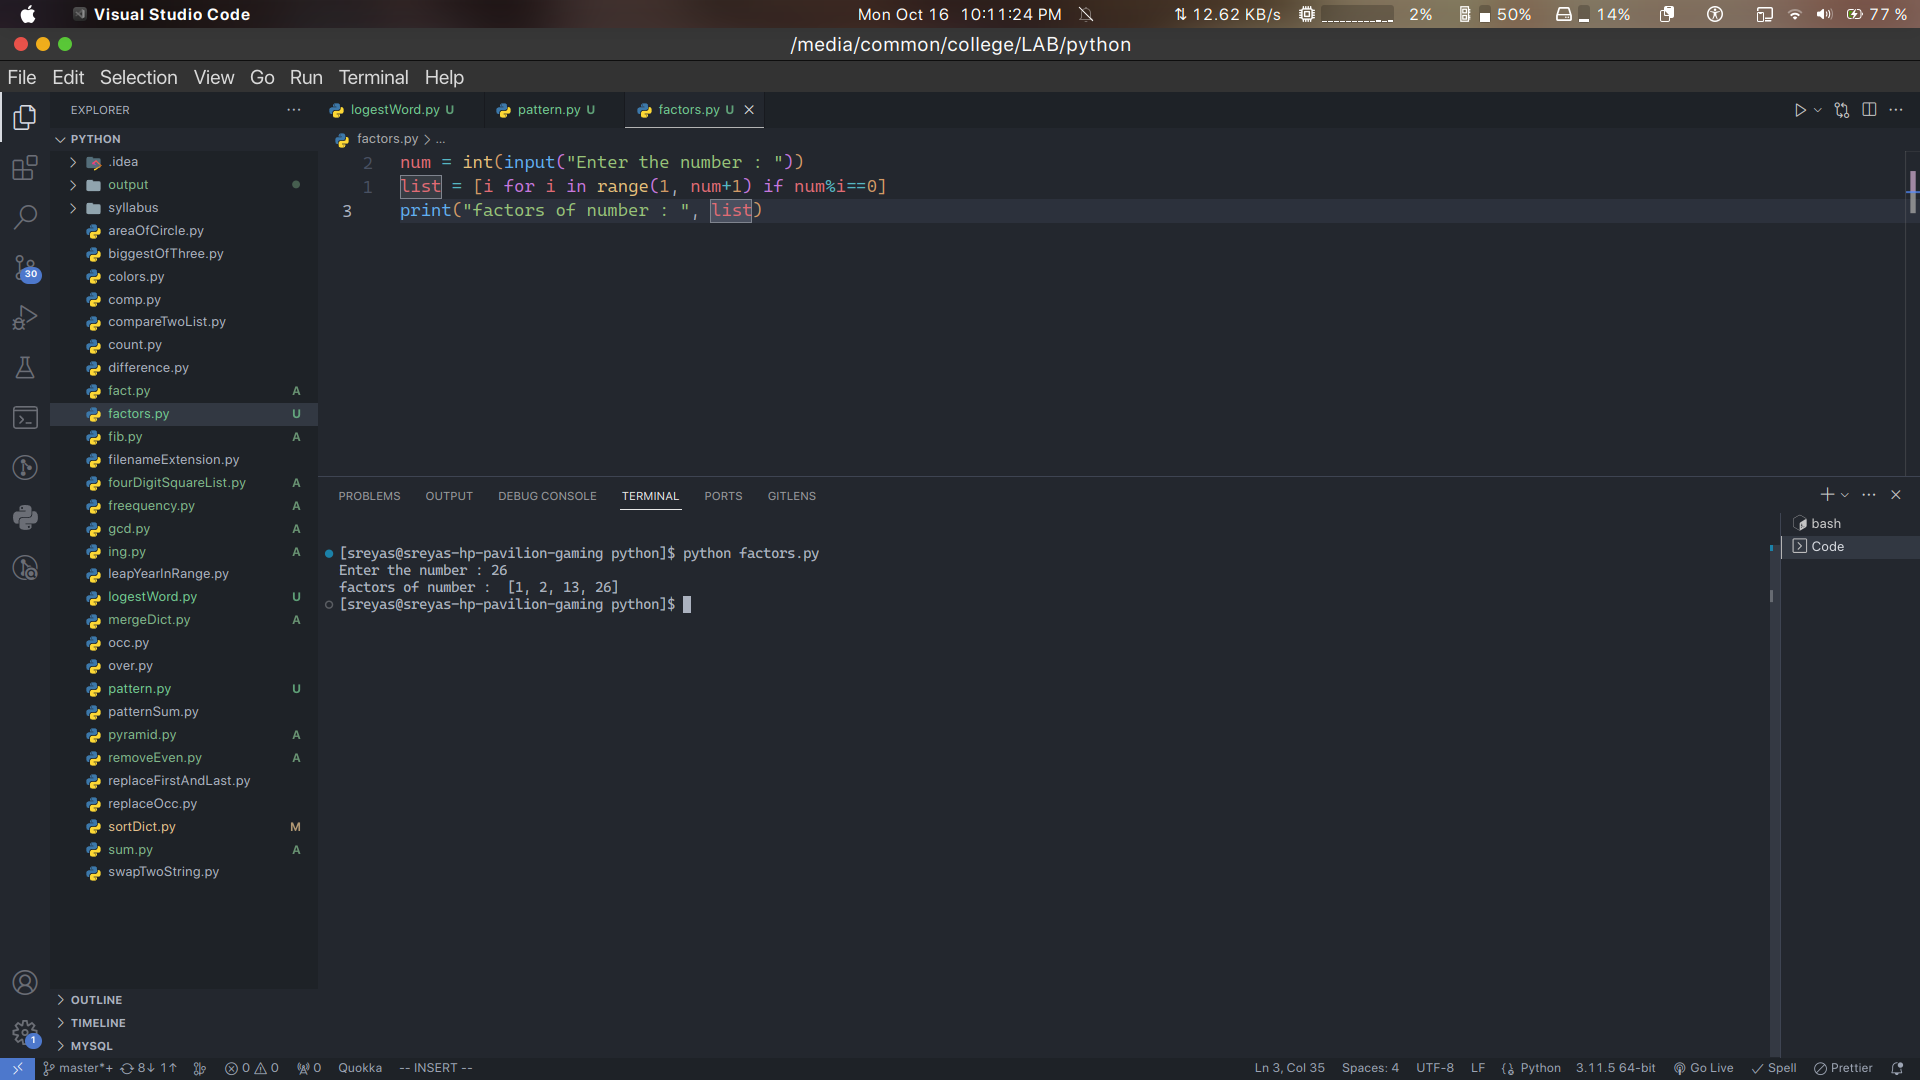 Visual Studio Code
Mon Oct 16 10:11:24 PM
12.62 KB/s
2%
50%
14%
77 %
/media/common/college/LAB/python
File Edit Selection View Go Run Terminal Help
EXPLORER
PYTHON
.idea
output
syllabus
areaOfCircle.py
biggestOfThree.py
colors.py
comp.py
compareTwoList.py
count.py
difference.py
fact.py A
factors.py U
fib.py A
filenameExtension.py
fourDigitSquareList.py A
freequency.py A
gcd.py A
ing.py A
leapYearInRange.py
logestWord.py U
mergeDict.py A
occ.py
over.py
pattern.py U
patternSum.py
pyramid.py A
removeEven.py A
replaceFirstAndLast.py
replaceOcc.py
sortDict.py M
sum.py A
swapTwoString.py
OUTLINE
TIMELINE
MYSQL
30
1
logestWord.py U
pattern.py U
factors.py U
factors.py > ...
2 num = int(input("Enter the number : "))
1 list = [i for i in range(1, num+1) if num%i==0]
3 print("factors of number : ", list)
PROBLEMS OUTPUT DEBUG CONSOLE TERMINAL PORTS GITLENS
[sreyas@sreyas-hp-pavilion-gaming python]$ python factors.py
Enter the number : 26
factors of number :  [1, 2, 13, 26]
[sreyas@sreyas-hp-pavilion-gaming python]$
bash
Code
master*+ 8↓ 1↑ 0 0 0 Quokka -- INSERT --
Ln 3, Col 35 Spaces: 4 UTF-8 LF Python 3.11.5 64-bit Go Live Spell Prettier